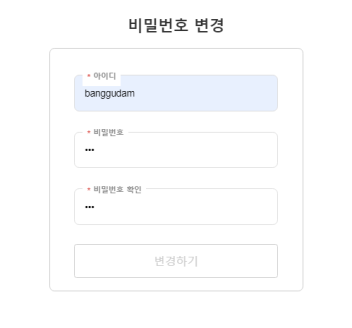 비밀번호 변경
* 아이디
banggudam
* 비밀번호
•••
* 비밀번호 확인
•••
변경하기